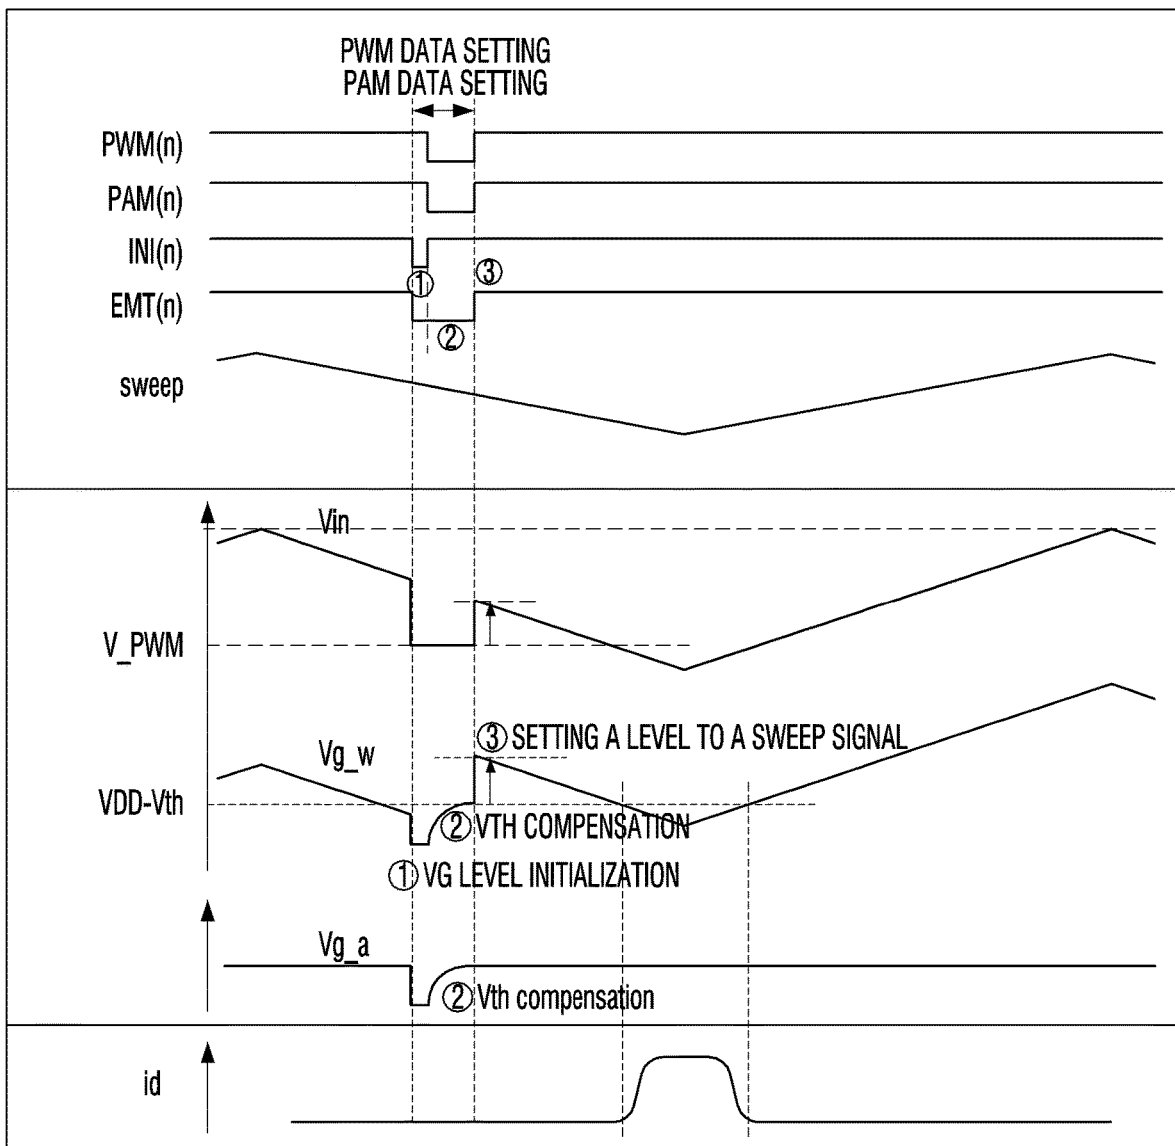 PWM DATA SETTING
PAM DATA SETTING
PWM(n)
PAM(n)
INI(n)
① ③
EMT(n)
②
sweep
Vin
V_PWM
③ SETTING A LEVEL TO A SWEEP SIGNAL
Vg_w
VDD-Vth
② VTH COMPENSATION
① VG LEVEL INITIALIZATION
Vg_a
② Vth compensation
id